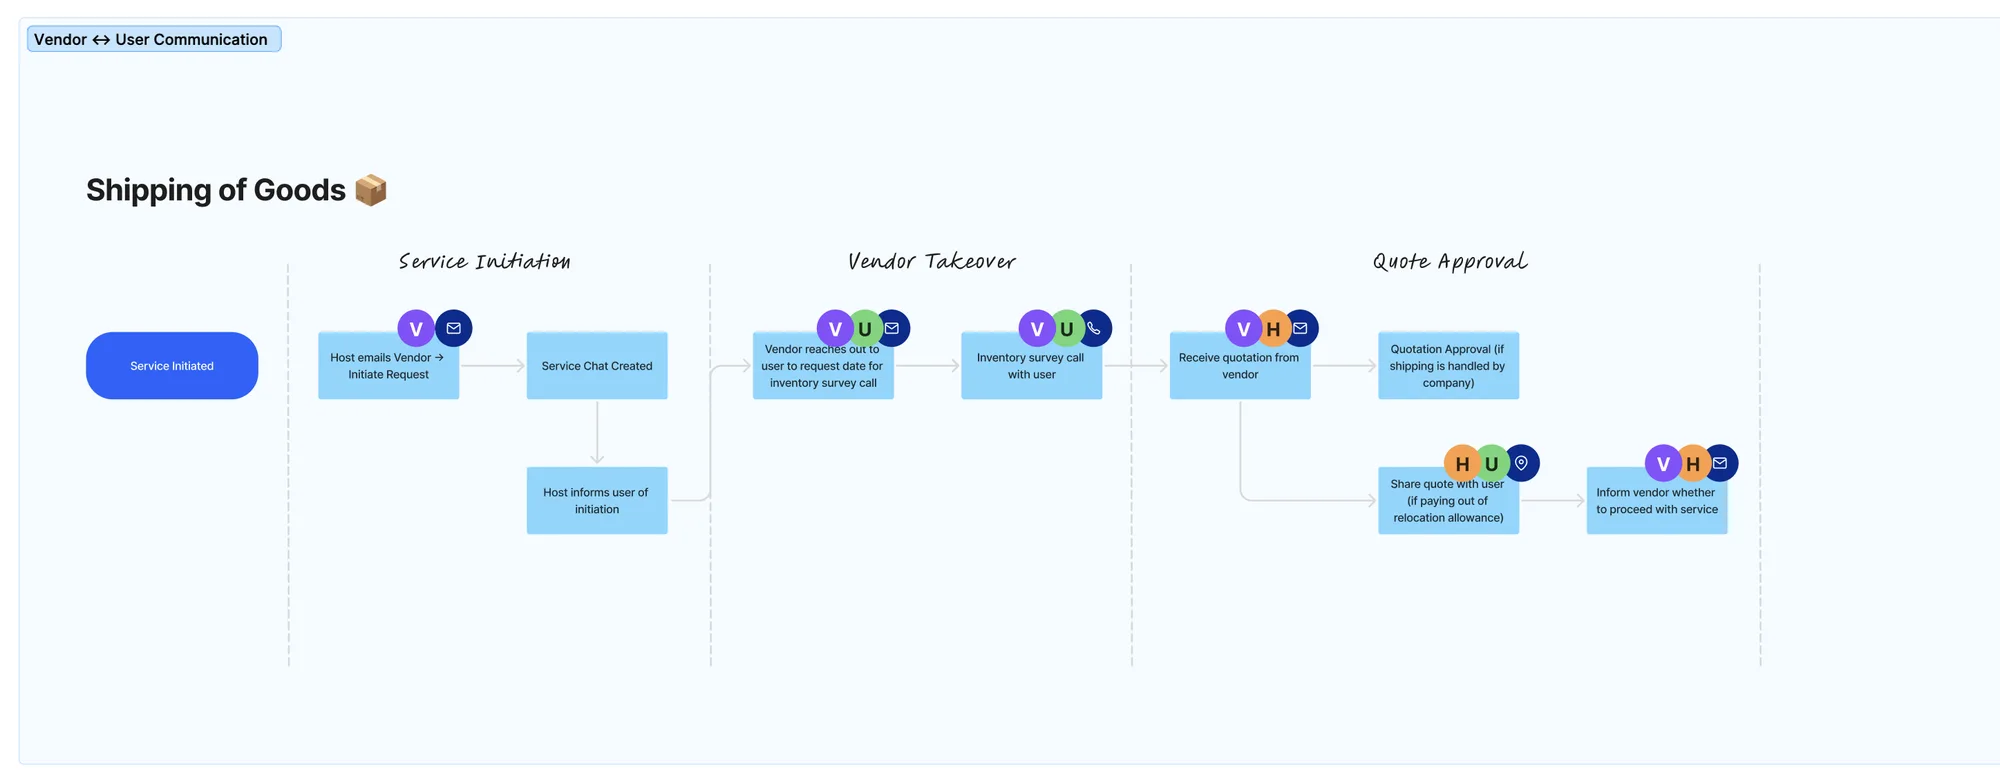 Vendor ↔ User Communication
Shipping of Goods 📦
Service Initiation
Vendor Takeover
Quote Approval
Service Initiated
V
Host emails Vendor →
Initiate Request
Service Chat Created
Host informs user of
initiation
V U
Vendor reaches out to
user to request date for
inventory survey call
V U
Inventory survey call
with user
V H
Receive quotation from
vendor
Quotation Approval (if
shipping is handled by
company)
H U
Share quote with user
(if paying out of
relocation allowance)
V H
Inform vendor whether
to proceed with service